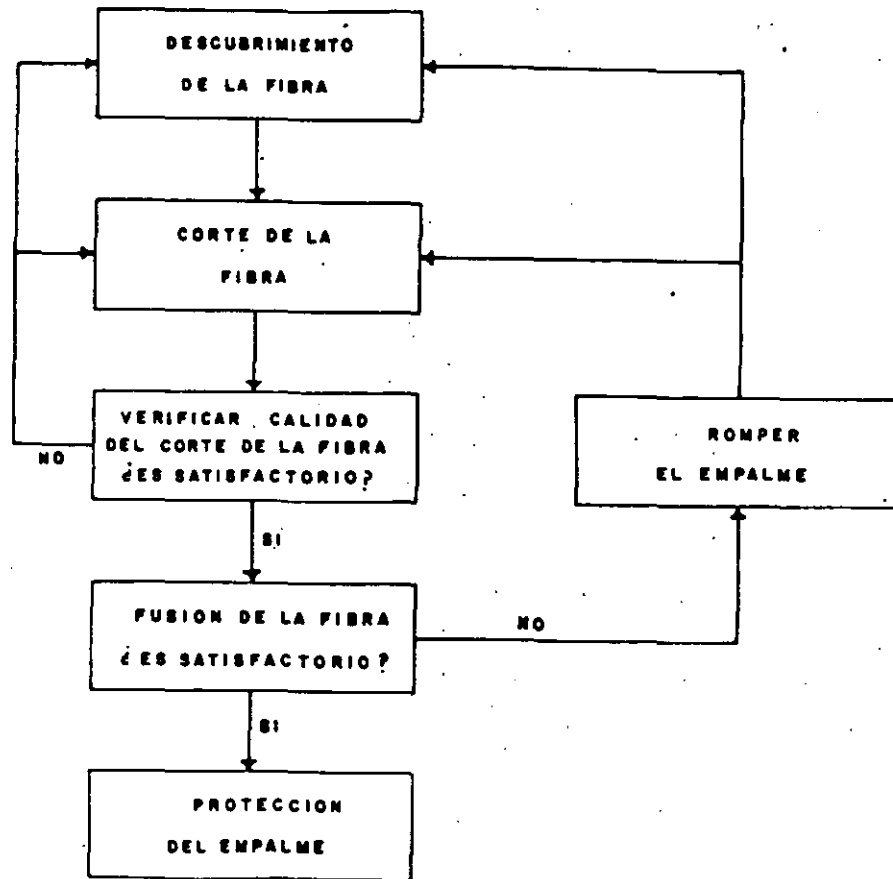 DESCUBRIMIENTO
DE LA FIBRA
CORTE DE LA
FIBRA
VERIFICAR CALIDAD
DEL CORTE DE LA FIBRA
¿ES SATISFACTORIO?
NO
ROMPER
EL EMPALME
SI
FUSION DE LA FIBRA
¿ES SATISFACTORIO?
NO
SI
PROTECCION
DEL EMPALME